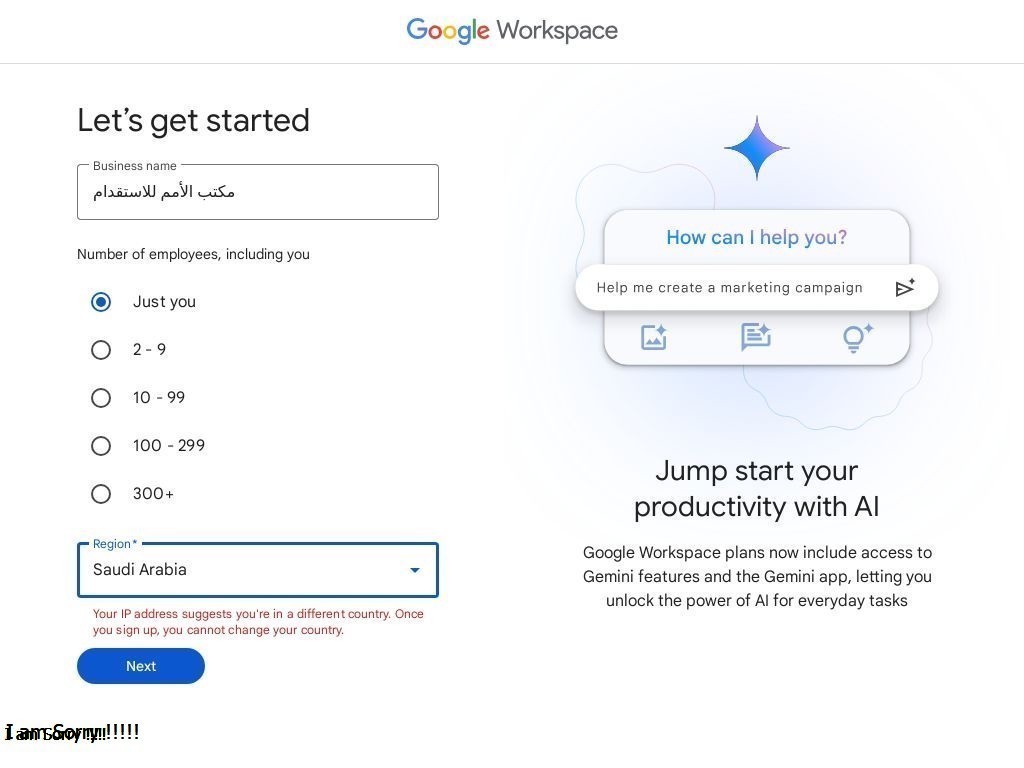 Google Workspace
Let's get started
Business name
مكتب الأمم للاستقدام
Number of employees, including you
Just you
2 - 9
10 - 99
100 - 299
300+
Region*
Saudi Arabia
Your IP address suggests you're in a different country. Once
you sign up, you cannot change your country.
Next
How can I help you?
Help me create a marketing campaign
Jump start your
productivity with AI
Google Workspace plans now include access to
Gemini features and the Gemini app, letting you
unlock the power of AI for everyday tasks
I am Sorry !!!!!
I am Sorry !!!!